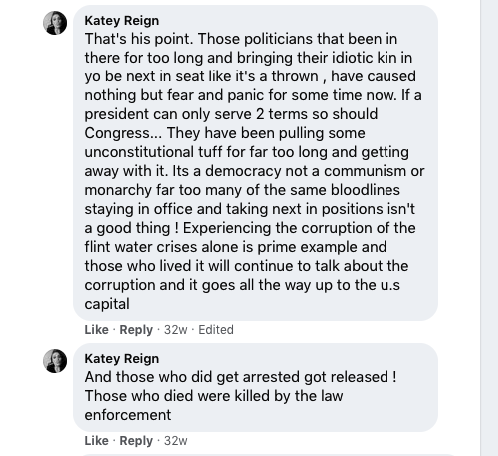 Katey Reign
That's his point. Those politicians that been in
there for too long and bringing their idiotic kin in
yo be next in seat like it's a thrown , have caused
nothing but fear and panic for some time now. If a
president can only serve 2 terms so should
Congress... They have been pulling some
unconstitutional tuff for far too long and getting
away with it. Its a democracy not a communism or
monarchy far too many of the same bloodlines
staying in office and taking next in positions isn't
a good thing ! Experiencing the corruption of the
flint water crises alone is prime example and
those who lived it will continue to talk about the
corruption and it goes all the way up to the u.s
capital
Like · Reply · 32w · Edited
Katey Reign
And those who did get arrested got released !
Those who died were killed by the law
enforcement
Like · Reply · 32w